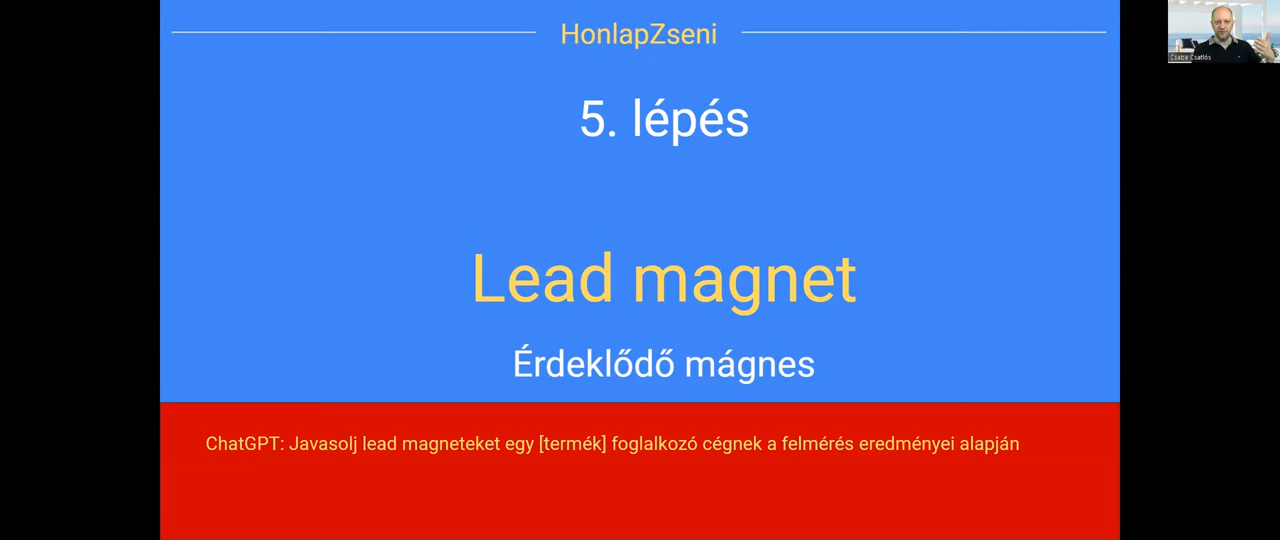 HonlapZseni
Csaba Csatlós
5. lépés
Lead magnet
Érdeklődő mágnes
ChatGPT: Javasolj lead magneteket egy [termék] foglalkozó cégnek a felmérés eredményei alapján